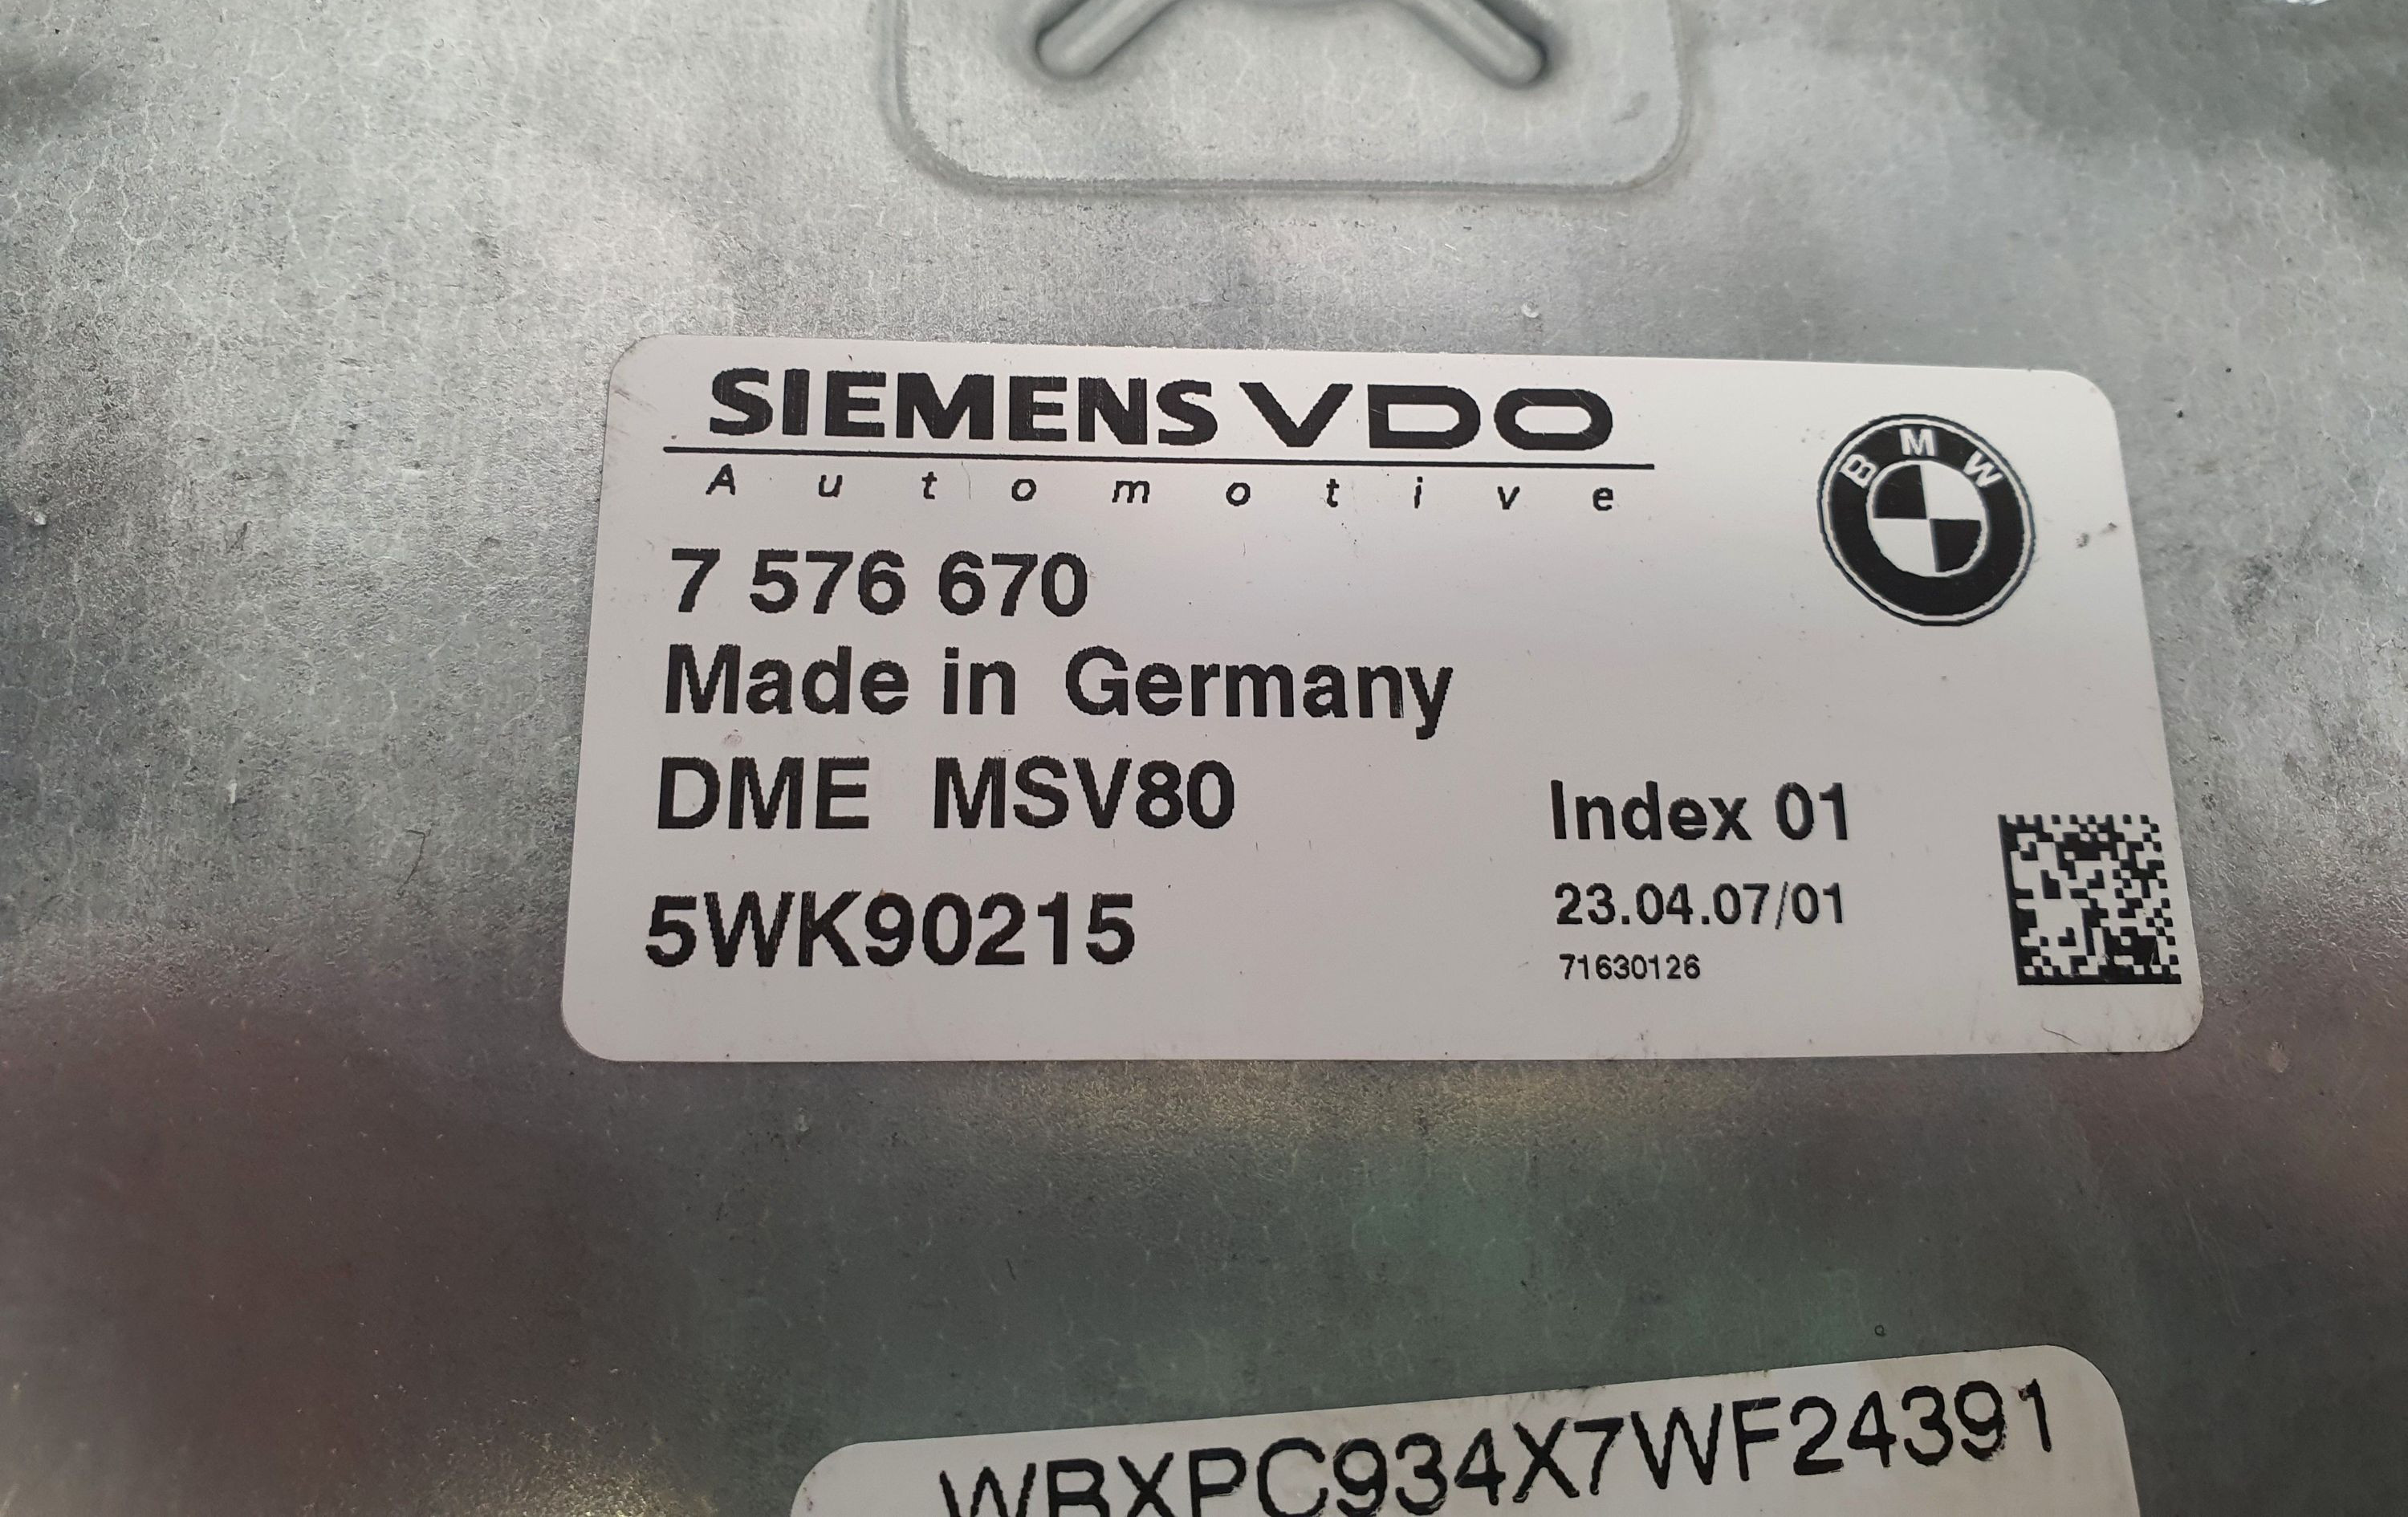 SIEMENS VDO
Automotive
BMW
7 576 670
Made in Germany
DME MSV80
Index 01
5WK90215
23.04.07/01
71630126
WBXPC934X7WF24391